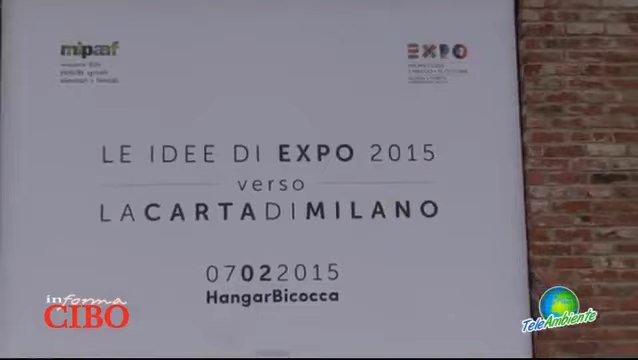 mipaaf
EXPO
LE IDEE DI EXPO 2015
verso
LACARTADIMILANO
07022015
HangarBicocca
informa
CIBO
TeleAmbiente